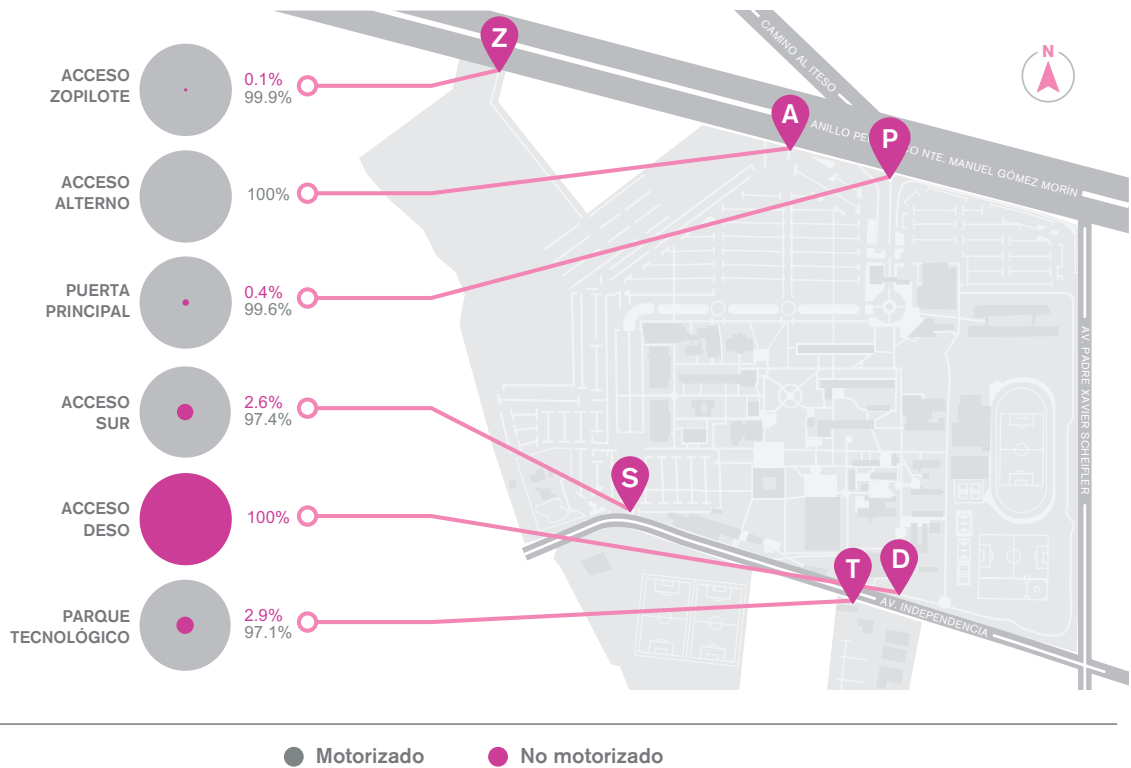 ACCESO
ZOPILOTE
0.1%
99.9%
ACCESO
ALTERNO
100%
PUERTA
PRINCIPAL
0.4%
99.6%
ACCESO
SUR
2.6%
97.4%
ACCESO
DESO
100%
PARQUE
TECNOLÓGICO
2.9%
97.1%
Z
A
P
S
T
D
N
CAMINO AL ITESO
ANILLO NTE. MANUEL GÓMEZ MORÍN
AV. PADRE XAVIER SCHEIFLER
AV. INDEPENDENCIA
Motorizado
No motorizado